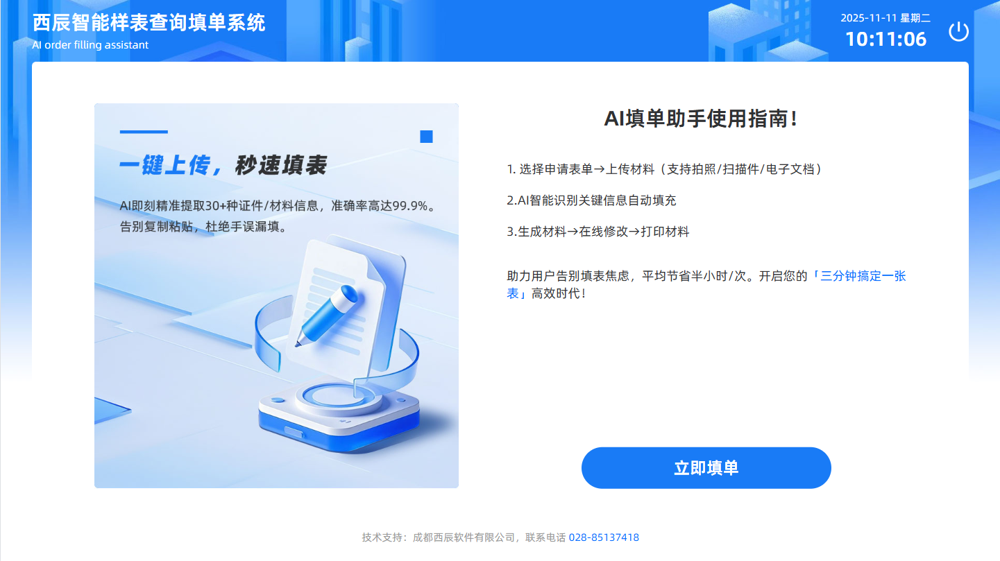 西辰智能样表查询填单系统
AI order filling assistant
2025-11-11 星期二
10:11:06
一键上传，秒速填表
AI即刻精准提取30+种证件/材料信息，准确率高达99.9%。
告别复制粘贴，杜绝手误漏填。
AI填单助手使用指南！
1. 选择申请表单→上传材料（支持拍照/扫描件/电子文档）
2.AI智能识别关键信息自动填充
3.生成材料→在线修改→打印材料
助力用户告别填表焦虑，平均节省半小时/次。开启您的「三分钟搞定一张
表」高效时代！
立即填单
技术支持：成都西辰软件有限公司，联系电话 028-85137418